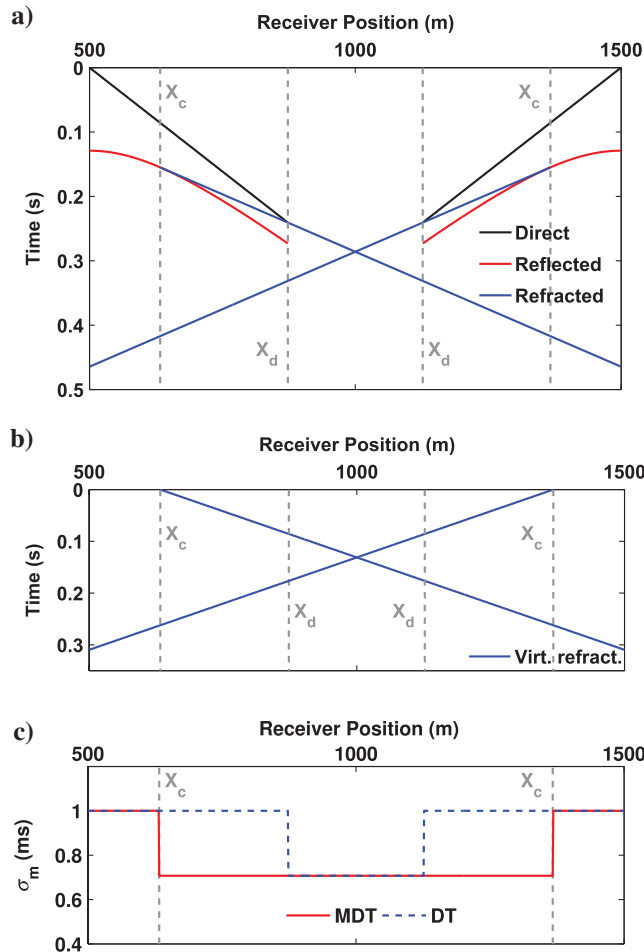 a)
Receiver Position (m)
500 1000 1500
0
0.1
0.2
0.3
0.4
0.5
Time (s)
X_c
X_c
X_d
X_d
Direct
Reflected
Refracted
b)
Receiver Position (m)
500 1000 1500
0
0.1
0.2
0.3
Time (s)
X_c
X_c
X_d
X_d
Virt. refract.
c)
Receiver Position (m)
500 1000 1500
X_c
X_c
1
0.8
0.6
0.4
σ_m (ms)
MDT DT